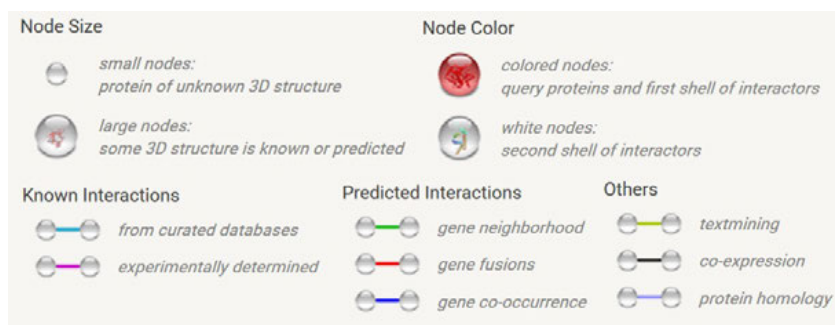 Node Size
small nodes:
protein of unknown 3D structure
large nodes:
some 3D structure is known or predicted
Node Color
colored nodes:
query proteins and first shell of interactors
white nodes:
second shell of interactors
Known Interactions
from curated databases
experimentally determined
Predicted Interactions
gene neighborhood
gene fusions
gene co-occurrence
Others
textmining
co-expression
protein homology